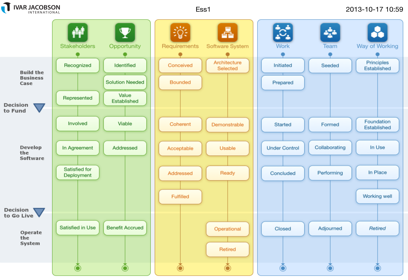 IVAR JACOBSON
INTERNATIONAL
Ess1
2013-10-17 10:59
Stakeholders
Opportunity
Requirements
Software System
Work
Team
Way of Working
Build the
Business
Case
Recognized
Identified
Conceived
Architecture
Selected
Initiated
Seeded
Principles
Established
Solution Needed
Bounded
Prepared
Represented
Value
Established
Decision
to Fund
Involved
Viable
Coherent
Demonstrable
Started
Formed
Foundation
Established
Develop
the
Software
In Agreement
Addressed
Acceptable
Usable
Under Control
Collaborating
In Use
Satisfied for
Deployment
Addressed
Ready
Concluded
Performing
In Place
Fulfilled
Working well
Decision
to Go Live
Operate
the
System
Satisfied in Use
Benefit Accrued
Operational
Closed
Adjourned
Retired
Retired